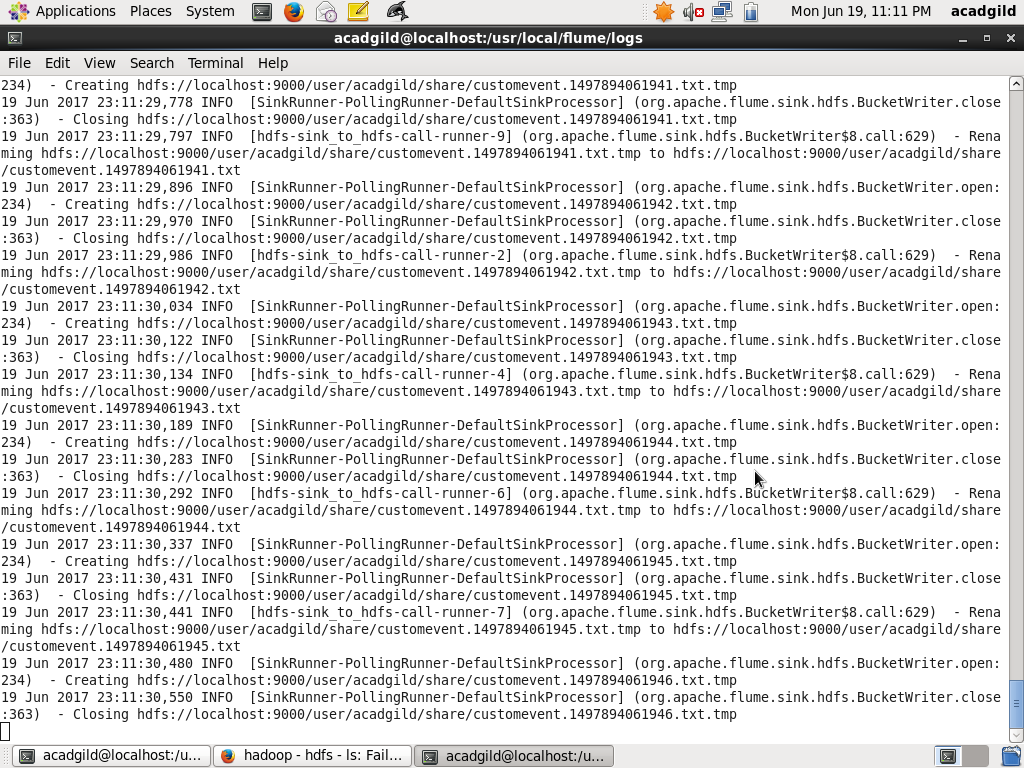 Applications Places System Mon Jun 19, 11:11 PM acadgild
acadgild@localhost:/usr/local/flume/logs
File Edit View Search Terminal Help
234)  - Creating hdfs://localhost:9000/user/acadgild/share/customevent.1497894061941.txt.tmp
19 Jun 2017 23:11:29,778 INFO  [SinkRunner-PollingRunner-DefaultSinkProcessor] (org.apache.flume.sink.hdfs.BucketWriter.close
:363)  - Closing hdfs://localhost:9000/user/acadgild/share/customevent.1497894061941.txt.tmp
19 Jun 2017 23:11:29,797 INFO  [hdfs-sink_to_hdfs-call-runner-9] (org.apache.flume.sink.hdfs.BucketWriter$8.call:629)  - Rena
ming hdfs://localhost:9000/user/acadgild/share/customevent.1497894061941.txt.tmp to hdfs://localhost:9000/user/acadgild/share
/customevent.1497894061941.txt
19 Jun 2017 23:11:29,896 INFO  [SinkRunner-PollingRunner-DefaultSinkProcessor] (org.apache.flume.sink.hdfs.BucketWriter.open:
234)  - Creating hdfs://localhost:9000/user/acadgild/share/customevent.1497894061942.txt.tmp
19 Jun 2017 23:11:29,970 INFO  [SinkRunner-PollingRunner-DefaultSinkProcessor] (org.apache.flume.sink.hdfs.BucketWriter.close
:363)  - Closing hdfs://localhost:9000/user/acadgild/share/customevent.1497894061942.txt.tmp
19 Jun 2017 23:11:29,986 INFO  [hdfs-sink_to_hdfs-call-runner-2] (org.apache.flume.sink.hdfs.BucketWriter$8.call:629)  - Rena
ming hdfs://localhost:9000/user/acadgild/share/customevent.1497894061942.txt.tmp to hdfs://localhost:9000/user/acadgild/share
/customevent.1497894061942.txt
19 Jun 2017 23:11:30,034 INFO  [SinkRunner-PollingRunner-DefaultSinkProcessor] (org.apache.flume.sink.hdfs.BucketWriter.open:
234)  - Creating hdfs://localhost:9000/user/acadgild/share/customevent.1497894061943.txt.tmp
19 Jun 2017 23:11:30,122 INFO  [SinkRunner-PollingRunner-DefaultSinkProcessor] (org.apache.flume.sink.hdfs.BucketWriter.close
:363)  - Closing hdfs://localhost:9000/user/acadgild/share/customevent.1497894061943.txt.tmp
19 Jun 2017 23:11:30,134 INFO  [hdfs-sink_to_hdfs-call-runner-4] (org.apache.flume.sink.hdfs.BucketWriter$8.call:629)  - Rena
ming hdfs://localhost:9000/user/acadgild/share/customevent.1497894061943.txt.tmp to hdfs://localhost:9000/user/acadgild/share
/customevent.1497894061943.txt
19 Jun 2017 23:11:30,189 INFO  [SinkRunner-PollingRunner-DefaultSinkProcessor] (org.apache.flume.sink.hdfs.BucketWriter.open:
234)  - Creating hdfs://localhost:9000/user/acadgild/share/customevent.1497894061944.txt.tmp
19 Jun 2017 23:11:30,283 INFO  [SinkRunner-PollingRunner-DefaultSinkProcessor] (org.apache.flume.sink.hdfs.BucketWriter.close
:363)  - Closing hdfs://localhost:9000/user/acadgild/share/customevent.1497894061944.txt.tmp
19 Jun 2017 23:11:30,292 INFO  [hdfs-sink_to_hdfs-call-runner-6] (org.apache.flume.sink.hdfs.BucketWriter$8.call:629)  - Rena
ming hdfs://localhost:9000/user/acadgild/share/customevent.1497894061944.txt.tmp to hdfs://localhost:9000/user/acadgild/share
/customevent.1497894061944.txt
19 Jun 2017 23:11:30,337 INFO  [SinkRunner-PollingRunner-DefaultSinkProcessor] (org.apache.flume.sink.hdfs.BucketWriter.open:
234)  - Creating hdfs://localhost:9000/user/acadgild/share/customevent.1497894061945.txt.tmp
19 Jun 2017 23:11:30,431 INFO  [SinkRunner-PollingRunner-DefaultSinkProcessor] (org.apache.flume.sink.hdfs.BucketWriter.close
:363)  - Closing hdfs://localhost:9000/user/acadgild/share/customevent.1497894061945.txt.tmp
19 Jun 2017 23:11:30,441 INFO  [hdfs-sink_to_hdfs-call-runner-7] (org.apache.flume.sink.hdfs.BucketWriter$8.call:629)  - Rena
ming hdfs://localhost:9000/user/acadgild/share/customevent.1497894061945.txt.tmp to hdfs://localhost:9000/user/acadgild/share
/customevent.1497894061945.txt
19 Jun 2017 23:11:30,480 INFO  [SinkRunner-PollingRunner-DefaultSinkProcessor] (org.apache.flume.sink.hdfs.BucketWriter.open:
234)  - Creating hdfs://localhost:9000/user/acadgild/share/customevent.1497894061946.txt.tmp
19 Jun 2017 23:11:30,550 INFO  [SinkRunner-PollingRunner-DefaultSinkProcessor] (org.apache.flume.sink.hdfs.BucketWriter.close
:363)  - Closing hdfs://localhost:9000/user/acadgild/share/customevent.1497894061946.txt.tmp
acadgild@localhost:/u... hadoop - hdfs - ls: Fail... acadgild@localhost:/u...